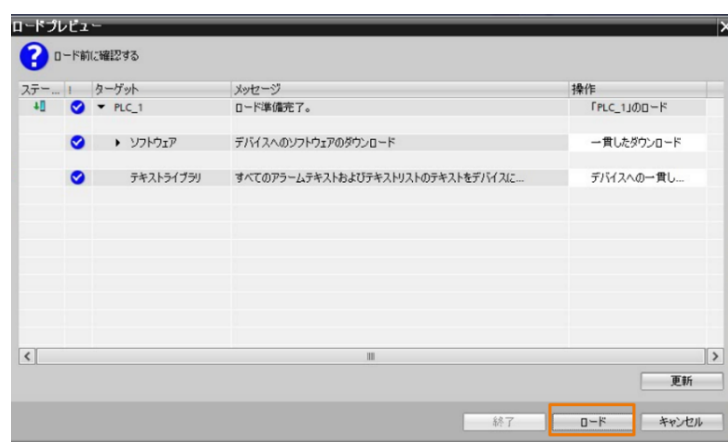 ロードプレビュー
ロード前に確認する
ステー... ! ターゲット メッセージ 操作
PLC_1 ロード準備完了。 「PLC_1」のロード
ソフトウェア デバイスへのソフトウェアのダウンロード 一貫したダウンロード
テキストライブラリ すべてのアラームテキストおよびテキストリストのテキストをデバイスに... デバイスへの一貫し...
更新
終了 ロード キャンセル